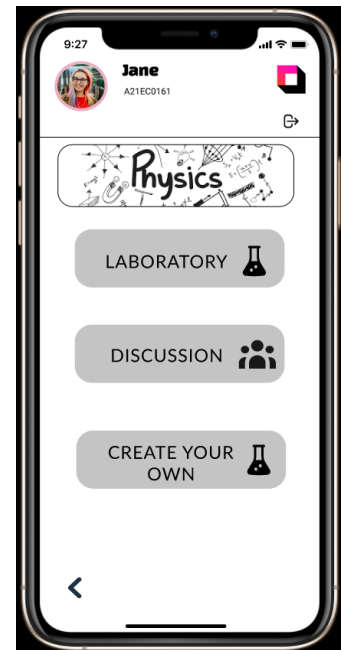 9:27
Jane
A21EC0161
Physics
LABORATORY
DISCUSSION
CREATE YOUR
OWN